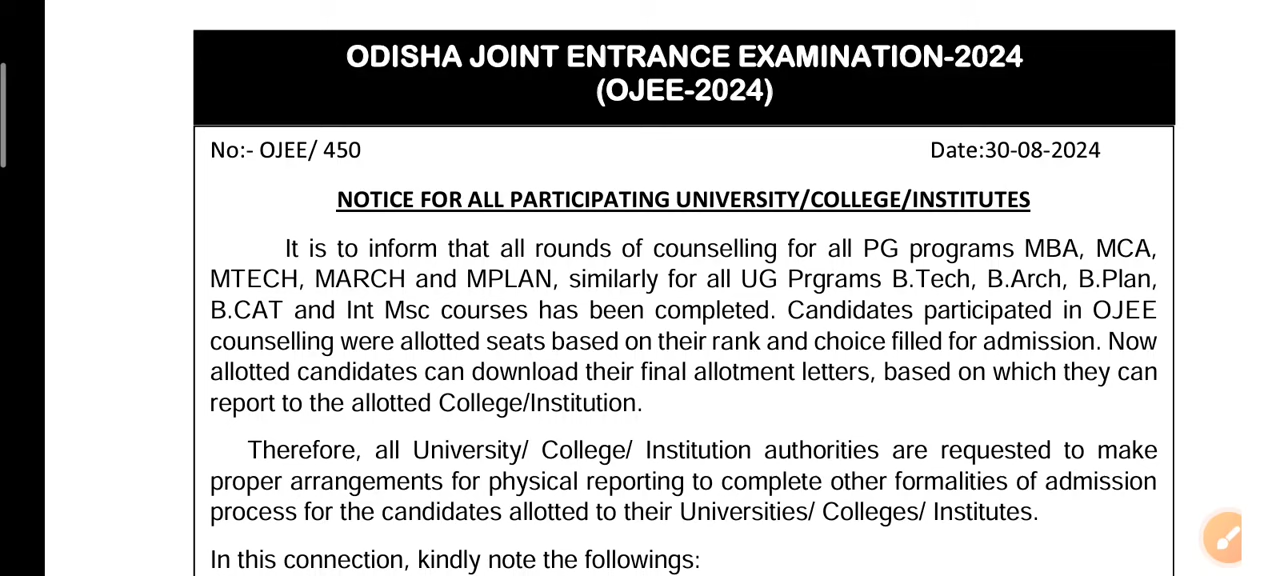 ODISHA JOINT ENTRANCE EXAMINATION-2024
(OJEE-2024)
No:- OJEE/ 450 Date:30-08-2024
NOTICE FOR ALL PARTICIPATING UNIVERSITY/COLLEGE/INSTITUTES
It is to inform that all rounds of counselling for all PG programs MBA, MCA,
MTECH, MARCH and MPLAN, similarly for all UG Prgrams B.Tech, B.Arch, B.Plan,
B.CAT and Int Msc courses has been completed. Candidates participated in OJEE
counselling were allotted seats based on their rank and choice filled for admission. Now
allotted candidates can download their final allotment letters, based on which they can
report to the allotted College/Institution.
Therefore, all University/ College/ Institution authorities are requested to make
proper arrangements for physical reporting to complete other formalities of admission
process for the candidates allotted to their Universities/ Colleges/ Institutes.
In this connection, kindly note the followings: